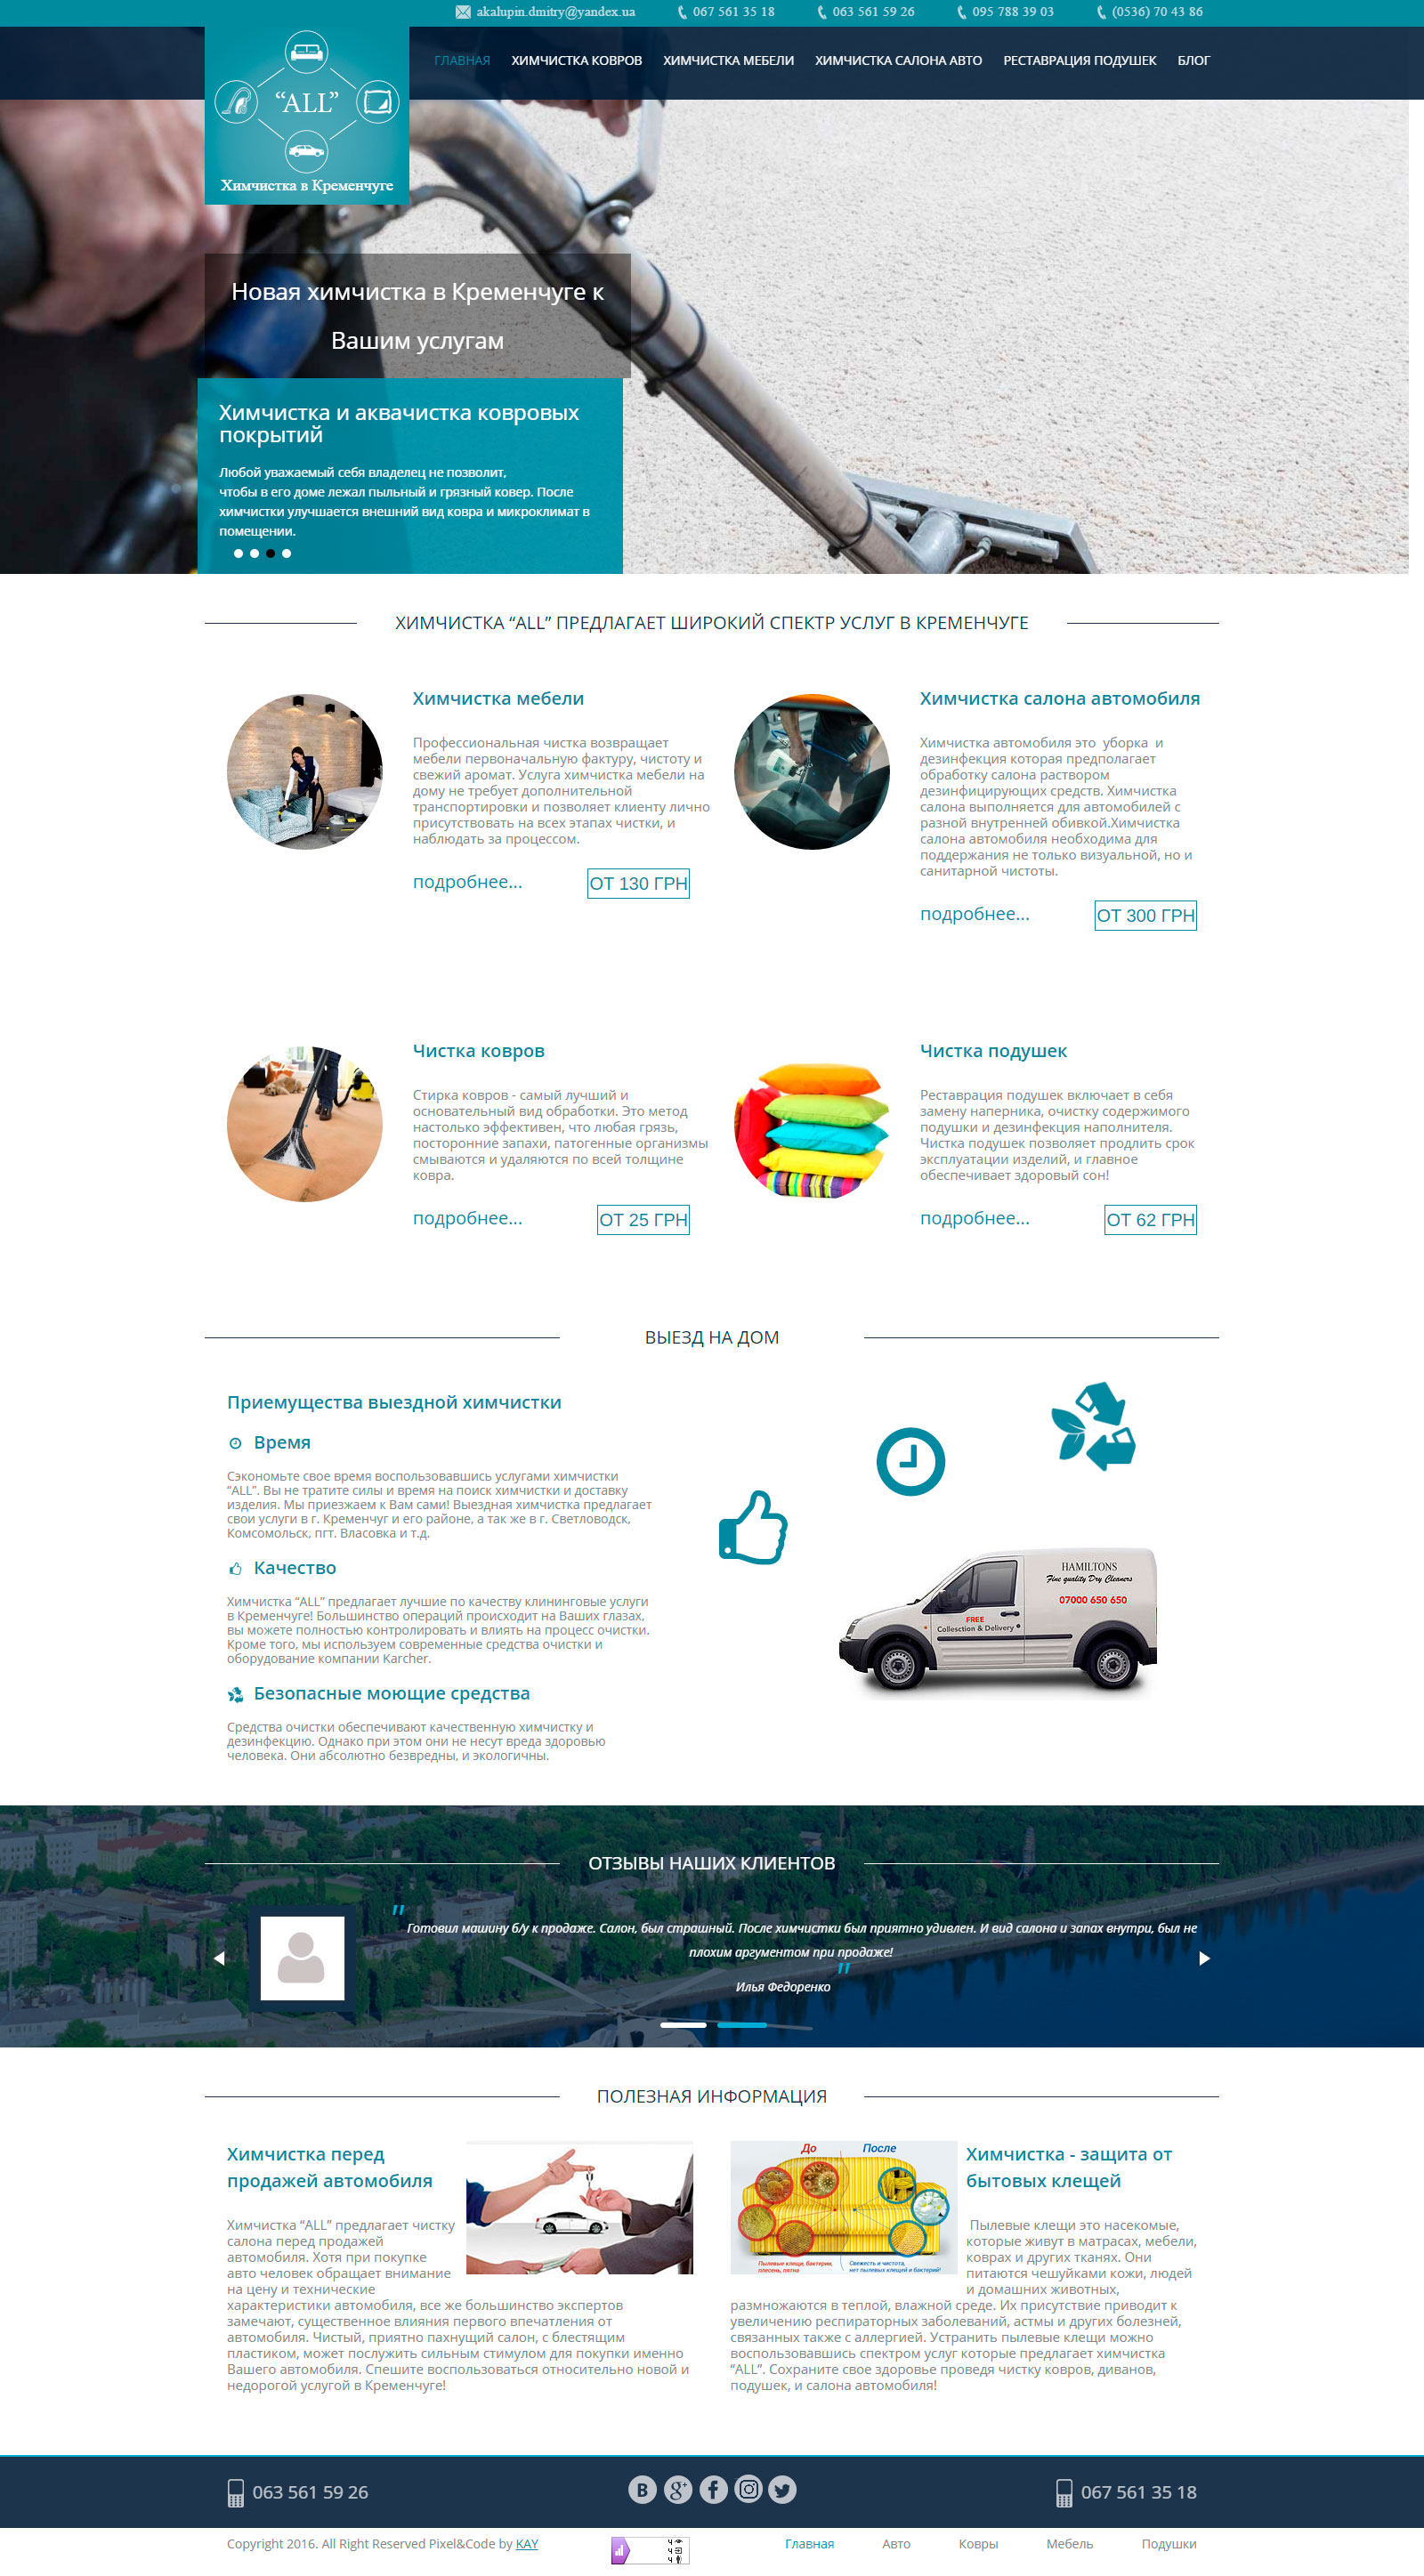 akalupin.dmitry@yandex.ua 067 561 35 18 063 561 59 26 095 788 39 03 (0536) 70 43 86
“ALL”
Химчистка в Кременчуге
ГЛАВНАЯ ХИМЧИСТКА КОВРОВ ХИМЧИСТКА МЕБЕЛИ ХИМЧИСТКА САЛОНА АВТО РЕСТАВРАЦИЯ ПОДУШЕК БЛОГ
Новая химчистка в Кременчуге к
Вашим услугам
Химчистка и аквачистка ковровых
покрытий
Любой уважаемый себя владелец не позволит,
чтобы в его доме лежал пыльный и грязный ковер. После
химчистки улучшается внешний вид ковра и микроклимат в
помещении.
ХИМЧИСТКА “ALL” ПРЕДЛАГАЕТ ШИРОКИЙ СПЕКТР УСЛУГ В КРЕМЕНЧУГЕ
Химчистка мебели
Профессиональная чистка возвращает
мебели первоначальную фактуру, чистоту и
свежий аромат. Услуга химчистка мебели на
дому не требует дополнительной
транспортировки и позволяет клиенту лично
присутствовать на всех этапах чистки, и
наблюдать за процессом.
подробнее... ОТ 130 ГРН
Химчистка салона автомобиля
Химчистка автомобиля это уборка и
дезинфекция которая предполагает
обработку салона раствором
дезинфицирующих средств. Химчистка
салона выполняется для автомобилей с
разной внутренней обивкой.Химчистка
салона автомобиля необходима для
поддержания не только визуальной, но и
санитарной чистоты.
подробнее... ОТ 300 ГРН
Чистка ковров
Стирка ковров - самый лучший и
основательный вид обработки. Это метод
настолько эффективен, что любая грязь,
посторонние запахи, патогенные организмы
смываются и удаляются по всей толщине
ковра.
подробнее... ОТ 25 ГРН
Чистка подушек
Реставрация подушек включает в себя
замену наперника, очистку содержимого
подушки и дезинфекция наполнителя.
Чистка подушек позволяет продлить срок
эксплуатации изделий, и главное
обеспечивает здоровый сон!
подробнее... ОТ 62 ГРН
ВЫЕЗД НА ДОМ
Приемущества выездной химчистки
Время
Сэкономьте свое время воспользовавшись услугами химчистки
“ALL”. Вы не тратите силы и время на поиск химчистки и доставку
изделия. Мы приезжаем к Вам сами! Выездная химчистка предлагает
свои услуги в г. Кременчуг и его районе, а так же в г. Светловодск,
Комсомольск, пгт. Власовка и т.д.
Качество
Химчистка “ALL” предлагает лучшие по качеству клининговые услуги
в Кременчуге! Большинство операций происходит на Ваших глазах,
вы можете полностью контролировать и влиять на процесс очистки.
Кроме того, мы используем современные средства очистки и
оборудование компании Karcher.
Безопасные моющие средства
Средства очистки обеспечивают качественную химчистку и
дезинфекцию. Однако при этом они не несут вреда здоровью
человека. Они абсолютно безвредны, и экологичны.
HAMILTONS
Fine quality Dry Cleaners
07000 650 650
FREE
Collesction & Delivery
ОТЗЫВЫ НАШИХ КЛИЕНТОВ
" Готовил машину б/у к продаже. Салон, был страшный. После химчистки был приятно удивлен. И вид салона и запах внутри, был не
плохим аргументом при продаже! "
Илья Федоренко
ПОЛЕЗНАЯ ИНФОРМАЦИЯ
Химчистка перед
продажей автомобиля
Химчистка “ALL” предлагает чистку
салона перед продажей
автомобиля. Хотя при покупке
авто человек обращает внимание
на цену и технические
характеристики автомобиля, все же большинство экспертов
замечают, существенное влияния первого впечатления от
автомобиля. Чистый, приятно пахнущий салон, с блестящим
пластиком, может послужить сильным стимулом для покупки именно
Вашего автомобиля. Спешите воспользоваться относительно новой и
недорогой услугой в Кременчуге!
До После
Пылевые клещи, бактерии,
плесень, пятна
Свежесть и чистота,
нет пылевых клещей и бактерий!
Химчистка - защита от
бытовых клещей
Пылевые клещи это насекомые,
которые живут в матрасах, мебели,
коврах и других тканях. Они
питаются чешуйками кожи, людей
и домашних животных,
размножаются в теплой, влажной среде. Их присутствие приводит к
увеличению респираторных заболеваний, астмы и других болезней,
связанных также с аллергией. Устранить пылевые клещи можно
воспользовавшись спектром услуг которые предлагает химчистка
“ALL”. Сохраните свое здоровье проведя чистку ковров, диванов,
подушек, и салона автомобиля!
063 561 59 26 067 561 35 18
Copyright 2016. All Right Reserved Pixel&Code by KAY
4
4
4
Главная Авто Ковры Мебель Подушки